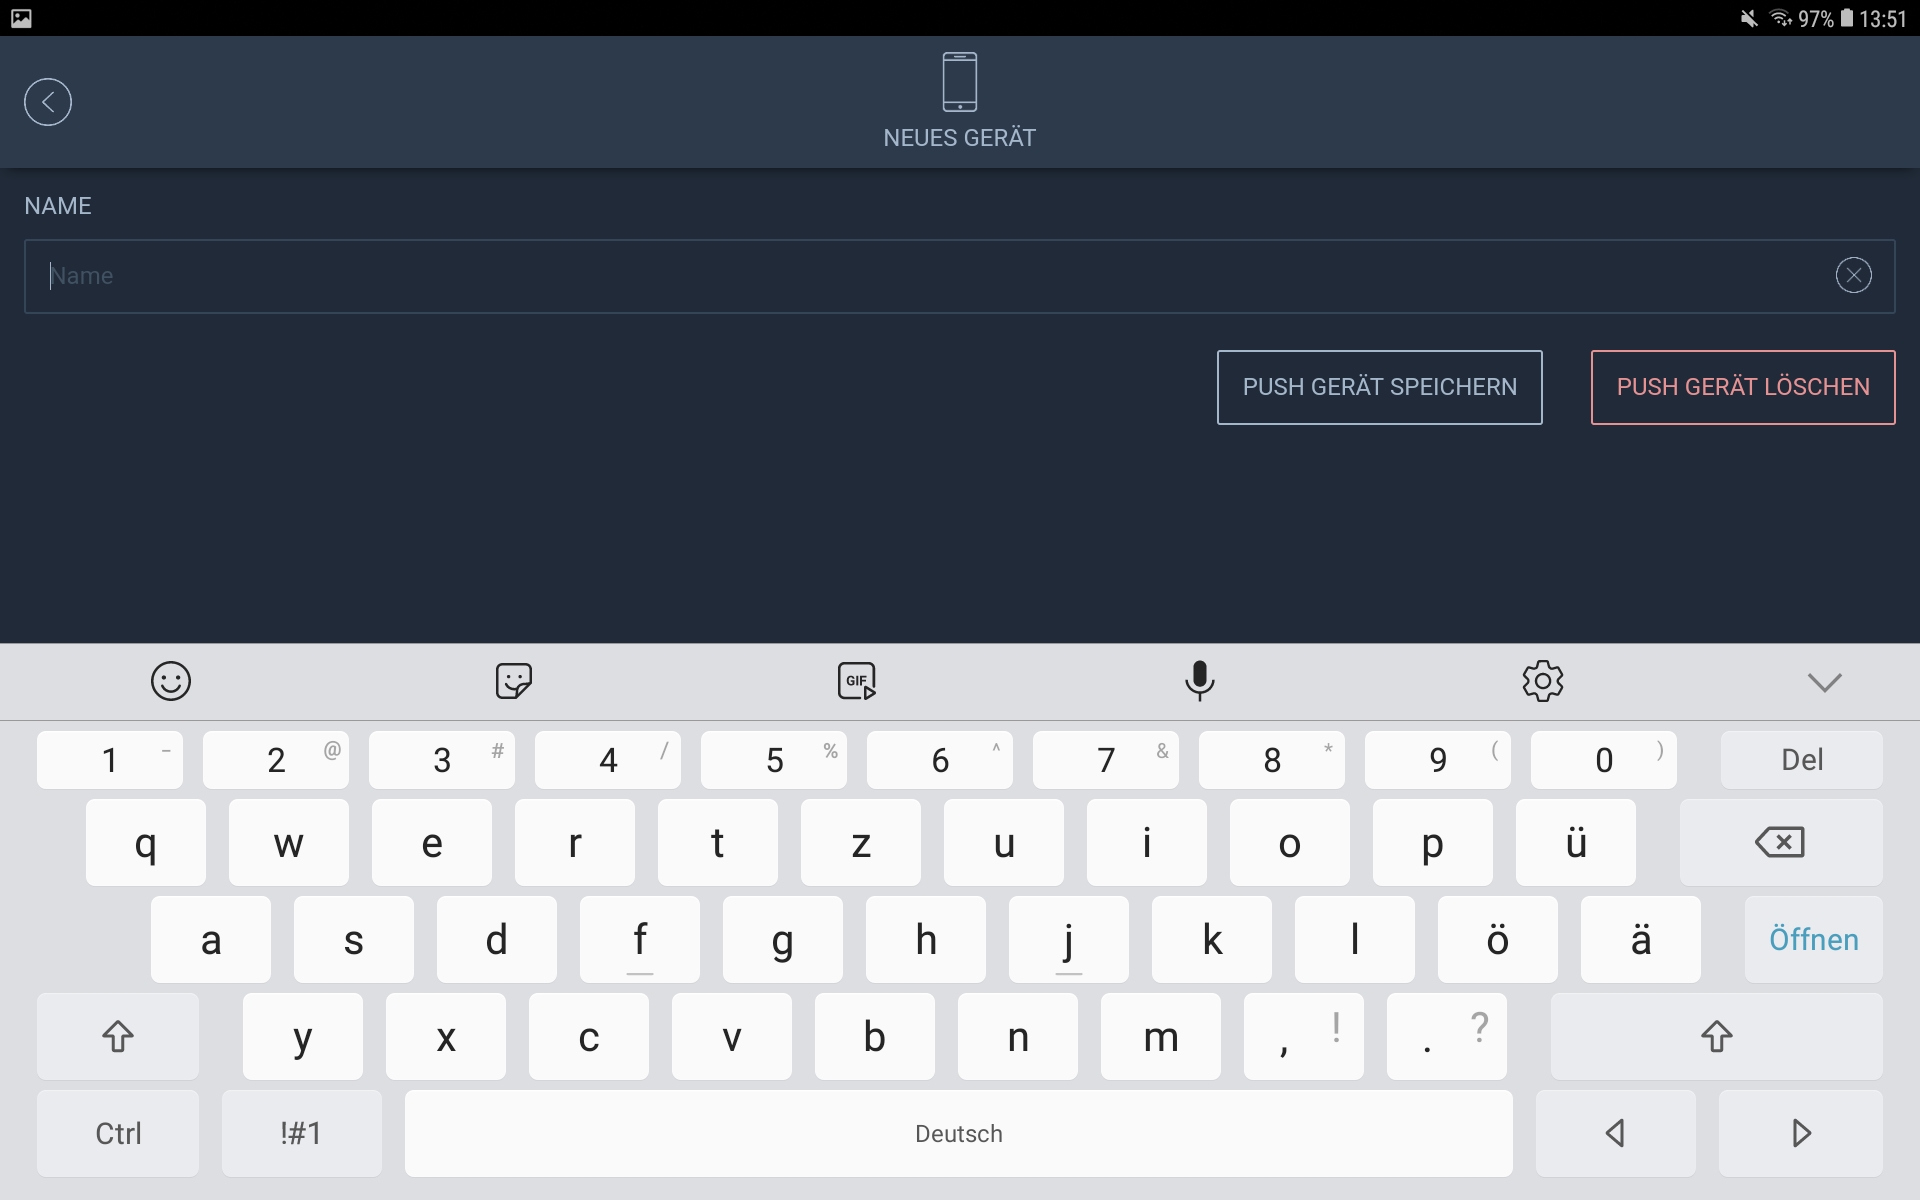 97% 13:51
NEUES GERÄT
NAME
Name
PUSH GERÄT SPEICHERN PUSH GERÄT LÖSCHEN
GIF
1 – 2 @ 3 # 4 / 5 % 6 ^ 7 & 8 * 9 ( 0 ) Del
q w e r t z u i o p ü
a s d f g h j k l ö ä Öffnen
y x c v b n m , ! . ?
Ctrl !#1 Deutsch